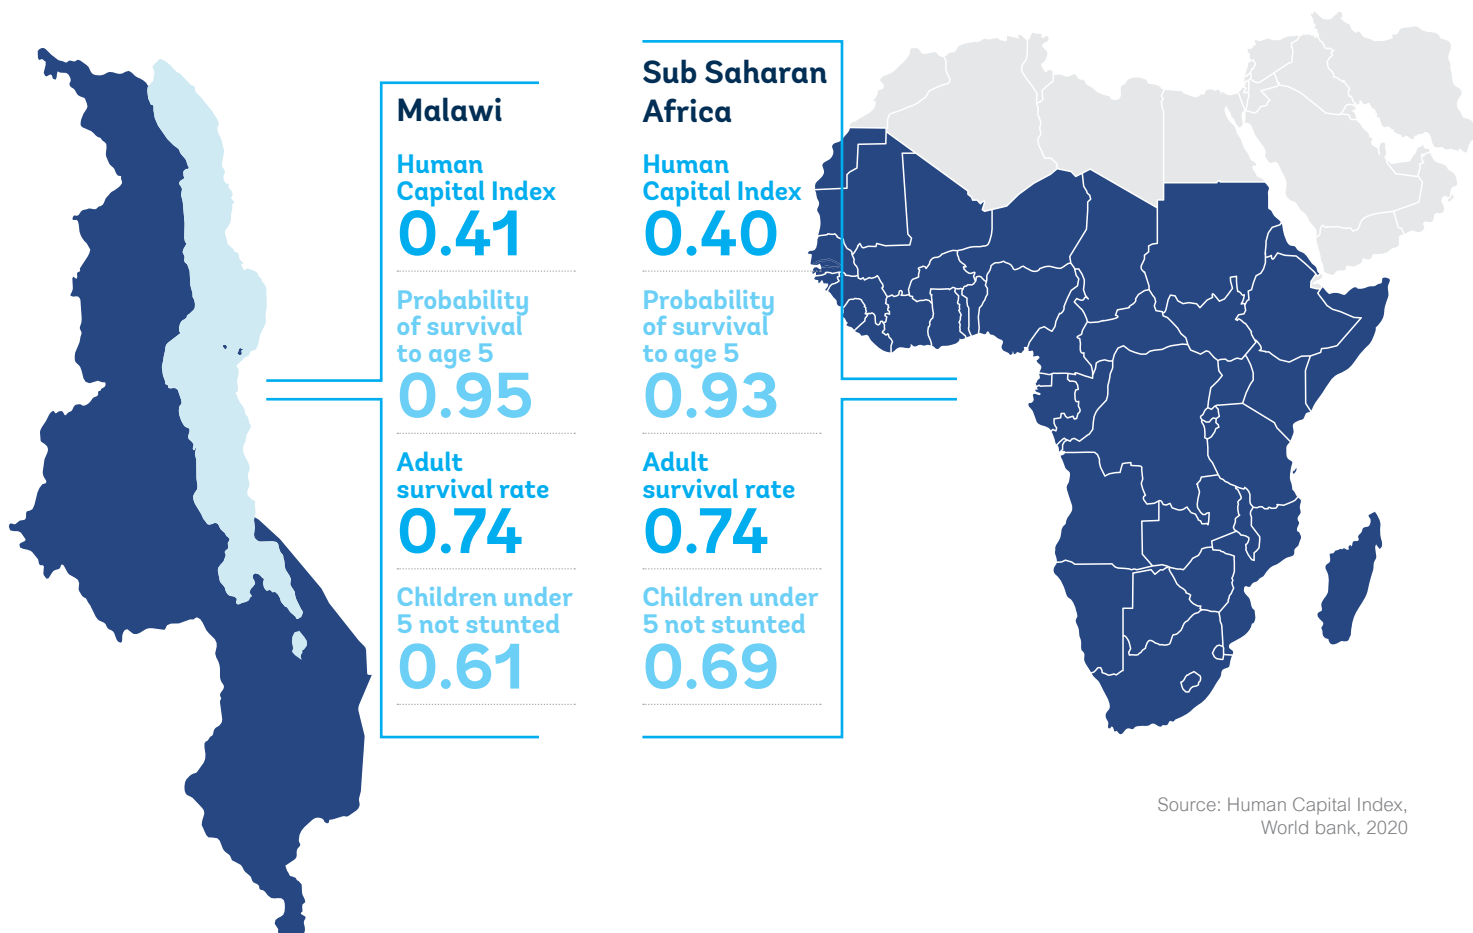 Malawi
Human
Capital Index
0.41
Probability
of survival
to age 5
0.95
Adult
survival rate
0.74
Children under
5 not stunted
0.61
Sub Saharan
Africa
Human
Capital Index
0.40
Probability
of survival
to age 5
0.93
Adult
survival rate
0.74
Children under
5 not stunted
0.69
Source: Human Capital Index,
World bank, 2020